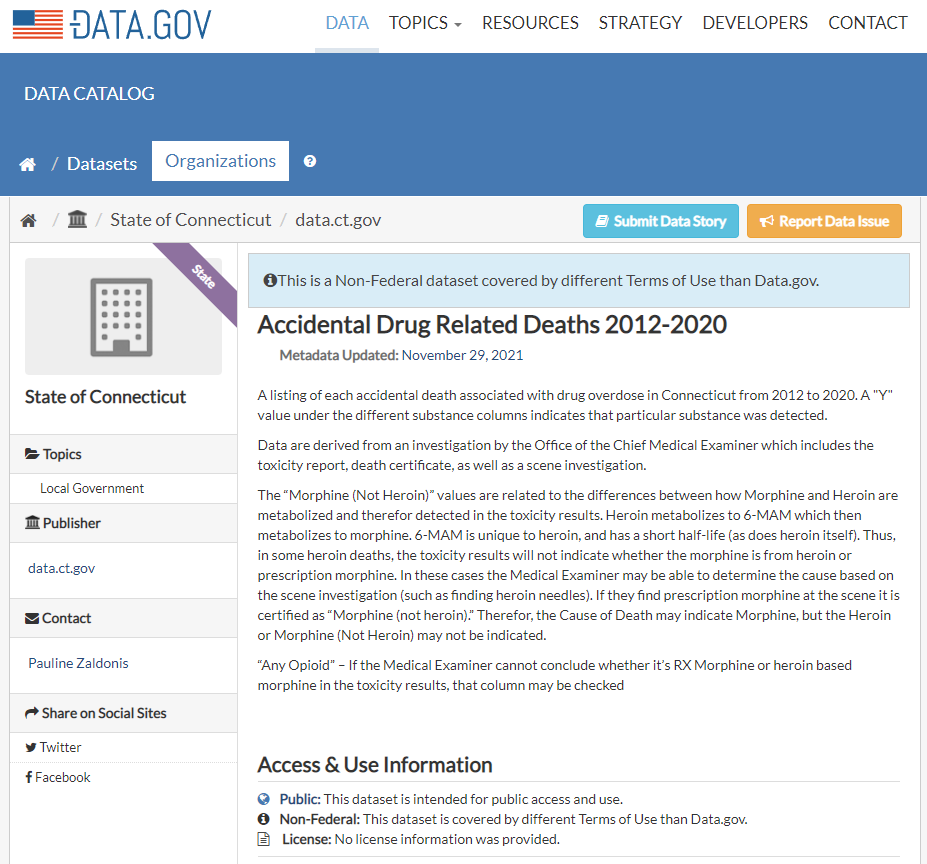 DATA.GOV
DATA TOPICS RESOURCES STRATEGY DEVELOPERS CONTACT
DATA CATALOG
/ Datasets Organizations ?
/ / State of Connecticut / data.ct.gov Submit Data Story Report Data Issue
State
This is a Non-Federal dataset covered by different Terms of Use than Data.gov.
Accidental Drug Related Deaths 2012-2020
Metadata Updated: November 29, 2021
A listing of each accidental death associated with drug overdose in Connecticut from 2012 to 2020. A "Y"
value under the different substance columns indicates that particular substance was detected.
Data are derived from an investigation by the Office of the Chief Medical Examiner which includes the
toxicity report, death certificate, as well as a scene investigation.
The “Morphine (Not Heroin)” values are related to the differences between how Morphine and Heroin are
metabolized and therefor detected in the toxicity results. Heroin metabolizes to 6-MAM which then
metabolizes to morphine. 6-MAM is unique to heroin, and has a short half-life (as does heroin itself). Thus,
in some heroin deaths, the toxicity results will not indicate whether the morphine is from heroin or
prescription morphine. In these cases the Medical Examiner may be able to determine the cause based on
the scene investigation (such as finding heroin needles). If they find prescription morphine at the scene it is
certified as “Morphine (not heroin).” Therefor, the Cause of Death may indicate Morphine, but the Heroin
or Morphine (Not Heroin) may not be indicated.
“Any Opioid” – If the Medical Examiner cannot conclude whether it’s RX Morphine or heroin based
morphine in the toxicity results, that column may be checked
Access & Use Information
Public: This dataset is intended for public access and use.
Non-Federal: This dataset is covered by different Terms of Use than Data.gov.
License: No license information was provided.
State of Connecticut
Topics
Local Government
Publisher
data.ct.gov
Contact
Pauline Zaldonis
Share on Social Sites
Twitter
Facebook